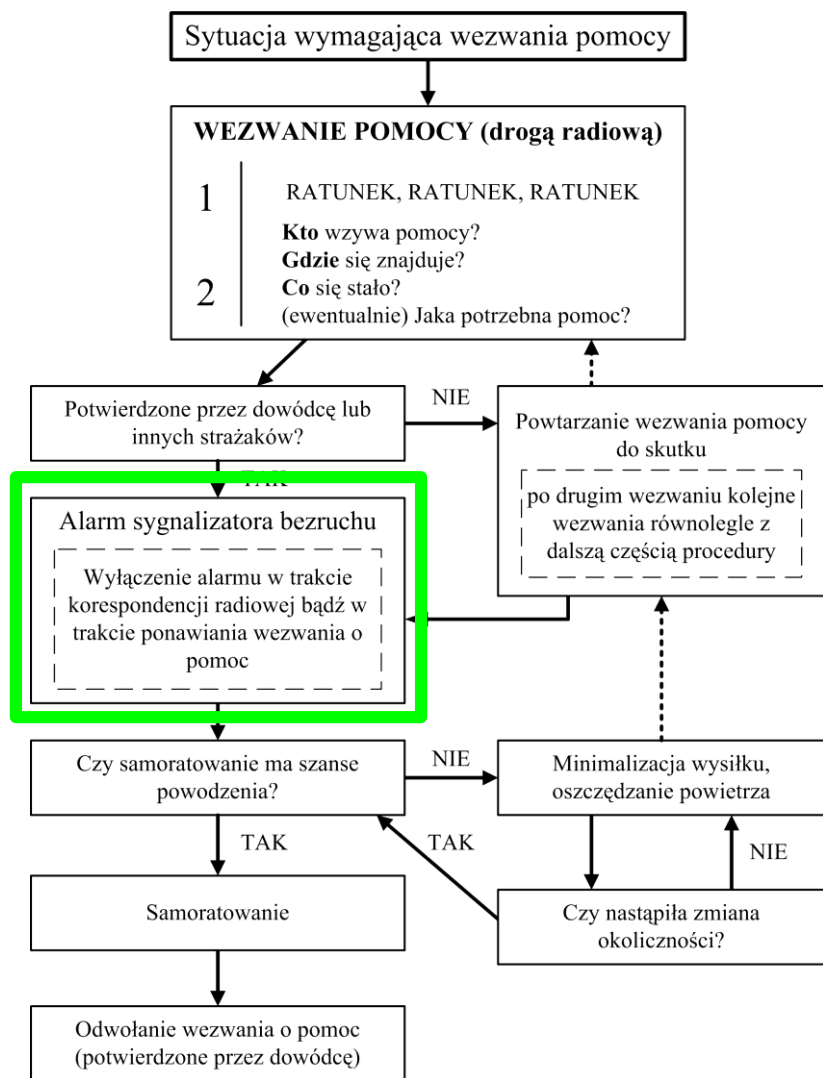 Sytuacja wymagająca wezwania pomocy
WEZWANIE POMOCY (drogą radiową)
1
RATUNEK, RATUNEK, RATUNEK
2
Kto wzywa pomocy?
Gdzie się znajduje?
Co się stało?
(ewentualnie) Jaka potrzebna pomoc?
Potwierdzone przez dowódcę lub
innych strażaków?
NIE
Powtarzanie wezwania pomocy
do skutku
po drugim wezwaniu kolejne
wezwania równolegle z
dalszą częścią procedury
TAK
Alarm sygnalizatora bezruchu
Wyłączenie alarmu w trakcie
korespondencji radiowej bądź w
trakcie ponawiania wezwania o
pomoc
Czy samoratowanie ma szanse
powodzenia?
NIE
Minimalizacja wysiłku,
oszczędzanie powietrza
TAK
TAK
NIE
Samoratowanie
Czy nastąpiła zmiana
okoliczności?
Odwołanie wezwania o pomoc
(potwierdzone przez dowódcę)